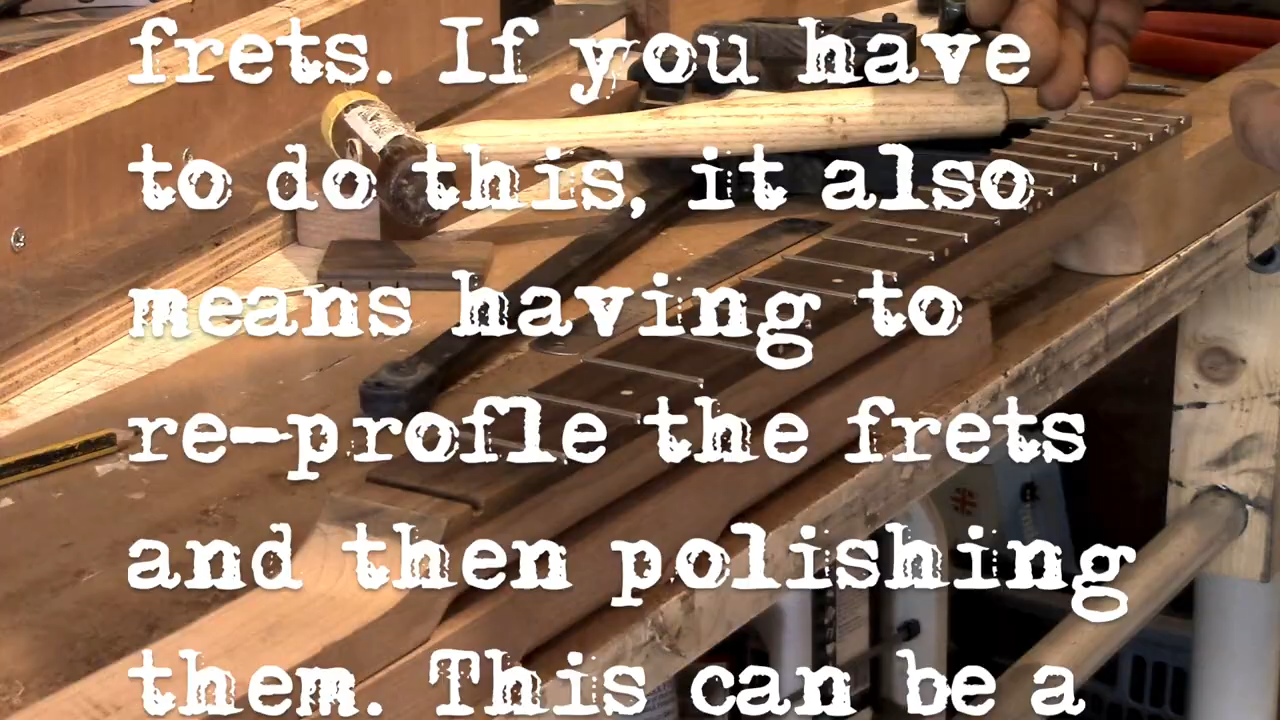 frets. If you have
to do this, it also
means having to
re-profle the frets
and then polishing
them. This can be a